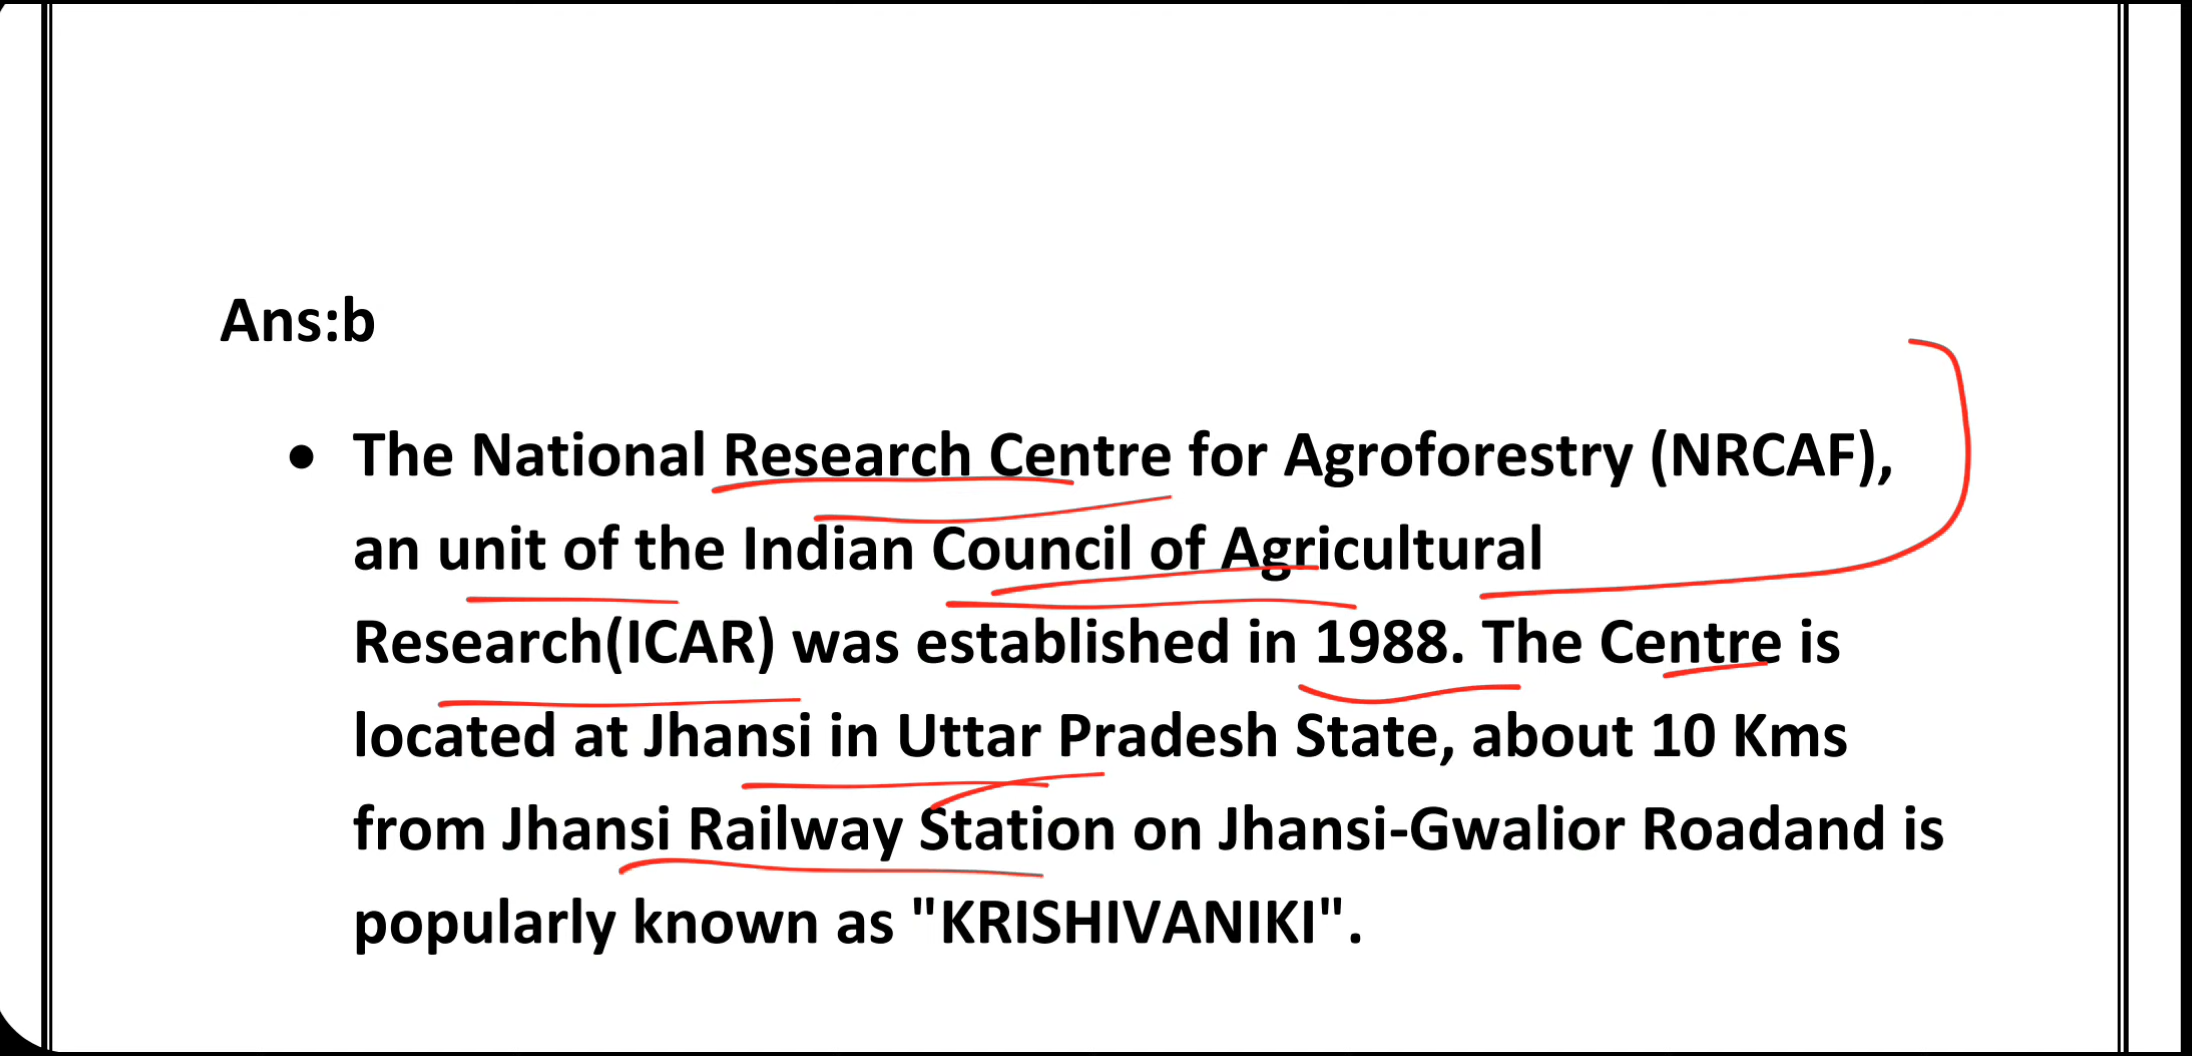 Ans:b
• The National Research Centre for Agroforestry (NRCAF),
an unit of the Indian Council of Agricultural
Research(ICAR) was established in 1988. The Centre is
located at Jhansi in Uttar Pradesh State, about 10 Kms
from Jhansi Railway Station on Jhansi-Gwalior Roadand is
popularly known as "KRISHIVANIKI".